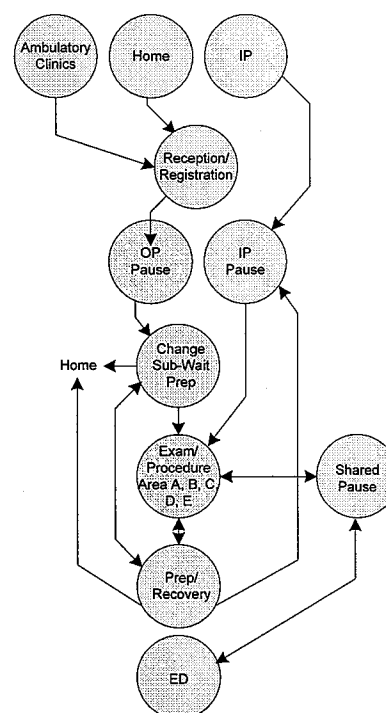 Ambulatory
Clinics
Home
IP
Reception/
Registration
OP
Pause
IP
Pause
Change
Sub-Wait
Prep
Home
Exam/
Procedure
Area A, B, C
D, E
Shared
Pause
Prep/
Recovery
ED